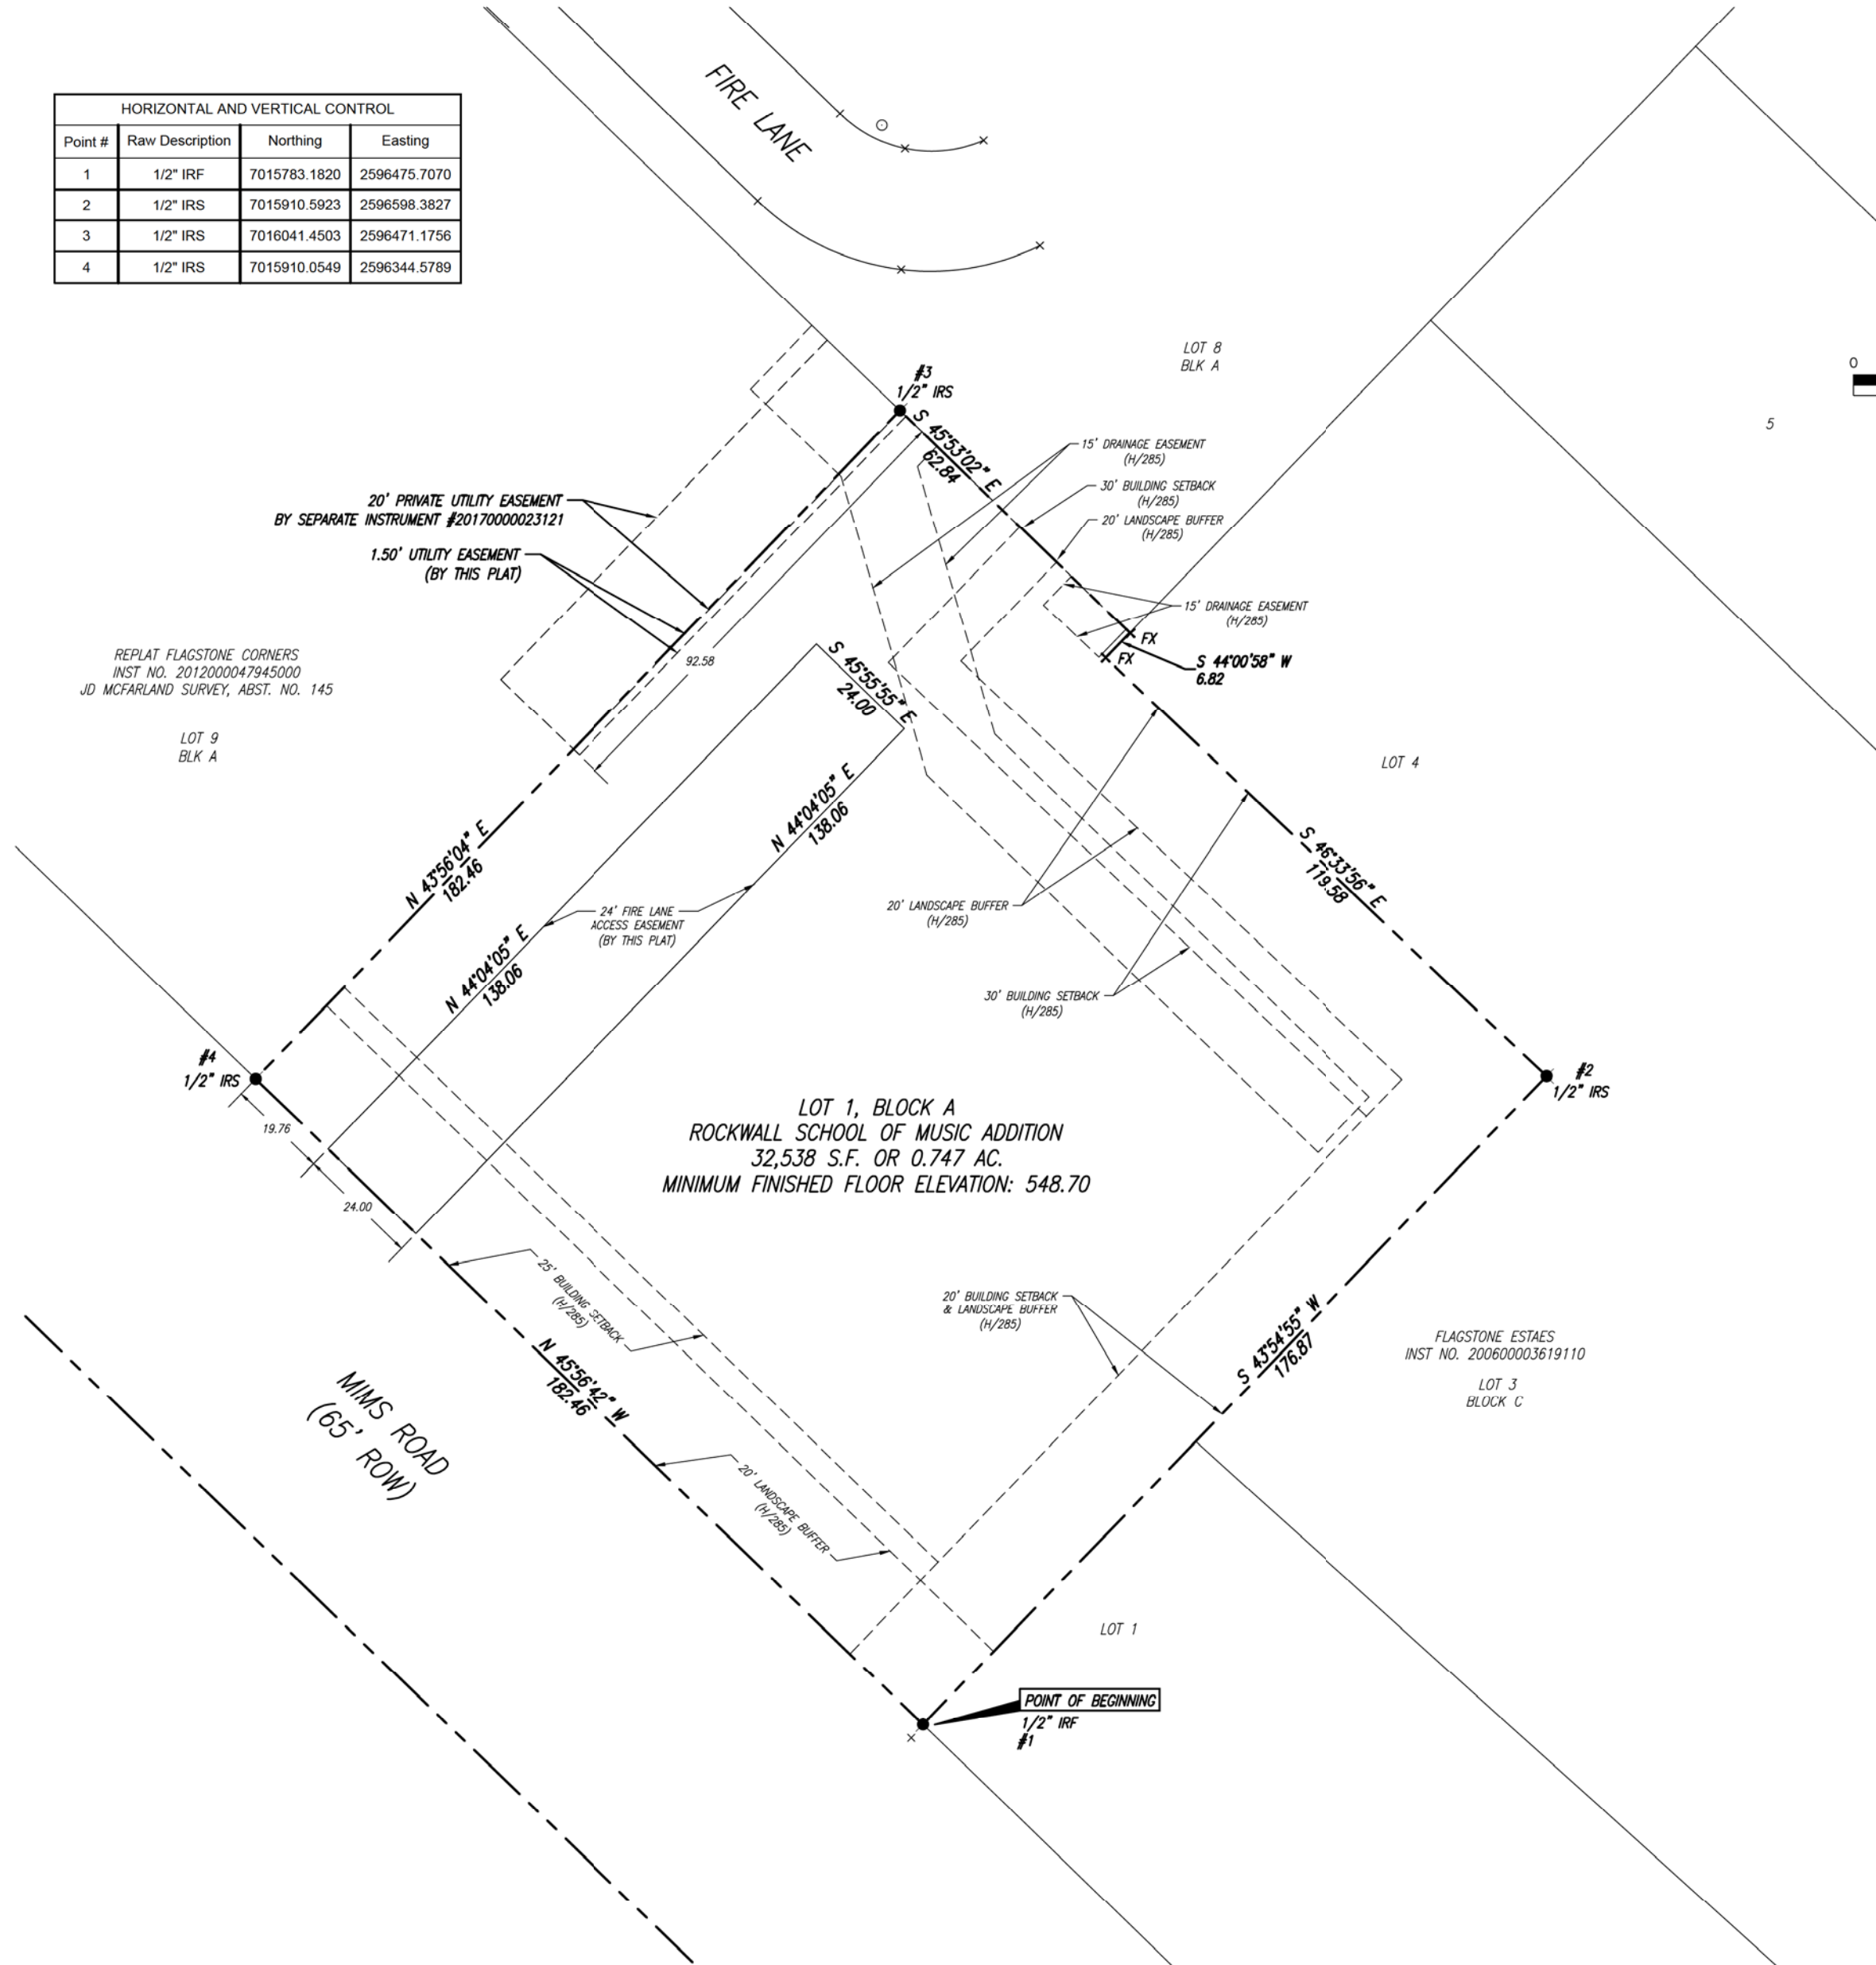 HORIZONTAL AND VERTICAL CONTROL
Point # Raw Description Northing Easting
1 1/2" IRF 7015783.1820 2596475.7070
2 1/2" IRS 7015910.5923 2596598.3827
3 1/2" IRS 7016041.4503 2596471.1756
4 1/2" IRS 7015910.0549 2596344.5789
FIRE LANE
LOT 8
BLK A
0
5
#3
1/2" IRS
S 45°53'02" E
62.84
15' DRAINAGE EASEMENT
(H/285)
30' BUILDING SETBACK
(H/285)
20' LANDSCAPE BUFFER
(H/285)
20' PRIVATE UTILITY EASEMENT
BY SEPARATE INSTRUMENT #20170000023121
1.50' UTILITY EASEMENT
(BY THIS PLAT)
15' DRAINAGE EASEMENT
(H/285)
FX
FX
S 44°00'58" W
6.82
REPLAT FLAGSTONE CORNERS
INST NO. 2012000047945000
JD MCFARLAND SURVEY, ABST. NO. 145
LOT 9
BLK A
92.58
S 45°55'55" E
24.00
LOT 4
N 44°04'05" E
138.06
N 43°56'04" E
182.46
S 46°33'56" E
119.58
24' FIRE LANE
ACCESS EASEMENT
(BY THIS PLAT)
20' LANDSCAPE BUFFER
(H/285)
N 44°04'05" E
138.06
30' BUILDING SETBACK
(H/285)
#4
1/2" IRS
#2
1/2" IRS
19.76
24.00
LOT 1, BLOCK A
ROCKWALL SCHOOL OF MUSIC ADDITION
32,538 S.F. OR 0.747 AC.
MINIMUM FINISHED FLOOR ELEVATION: 548.70
25' BUILDING SETBACK
(H/285)
20' BUILDING SETBACK
& LANDSCAPE BUFFER
(H/285)
S 43°54'55" W
176.87
FLAGSTONE ESTAES
INST NO. 200600003619110
LOT 3
BLOCK C
N 45°56'42" W
182.46
MIMS ROAD
(65' ROW)
20' LANDSCAPE BUFFER
(H/285)
LOT 1
POINT OF BEGINNING
1/2" IRF
#1